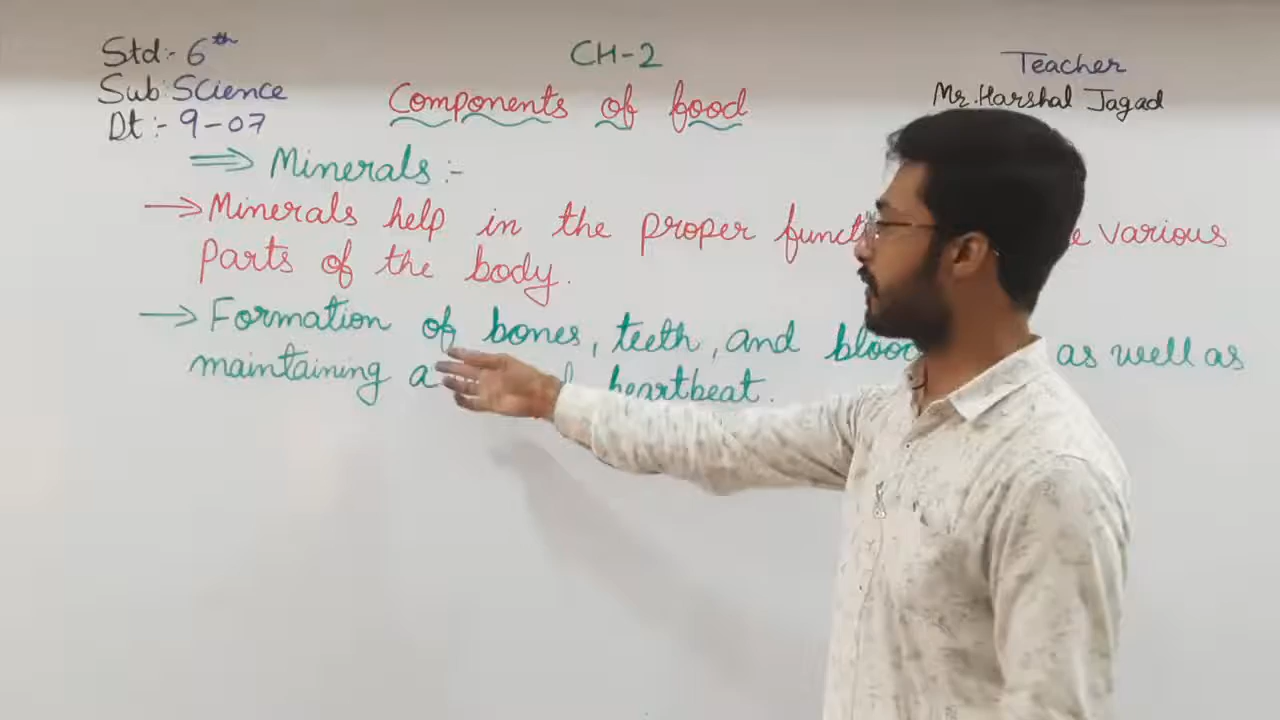 Std:- 6th
Sub: Science
Dt:- 9-07
CH-2
Components of food
Teacher
Mr. Harshal Jagad
⇒ Minerals:-
→ Minerals help in the proper various
Parts of the body.
→ Formation of bones, teeth, and as well as
maintaining a heartbeat.